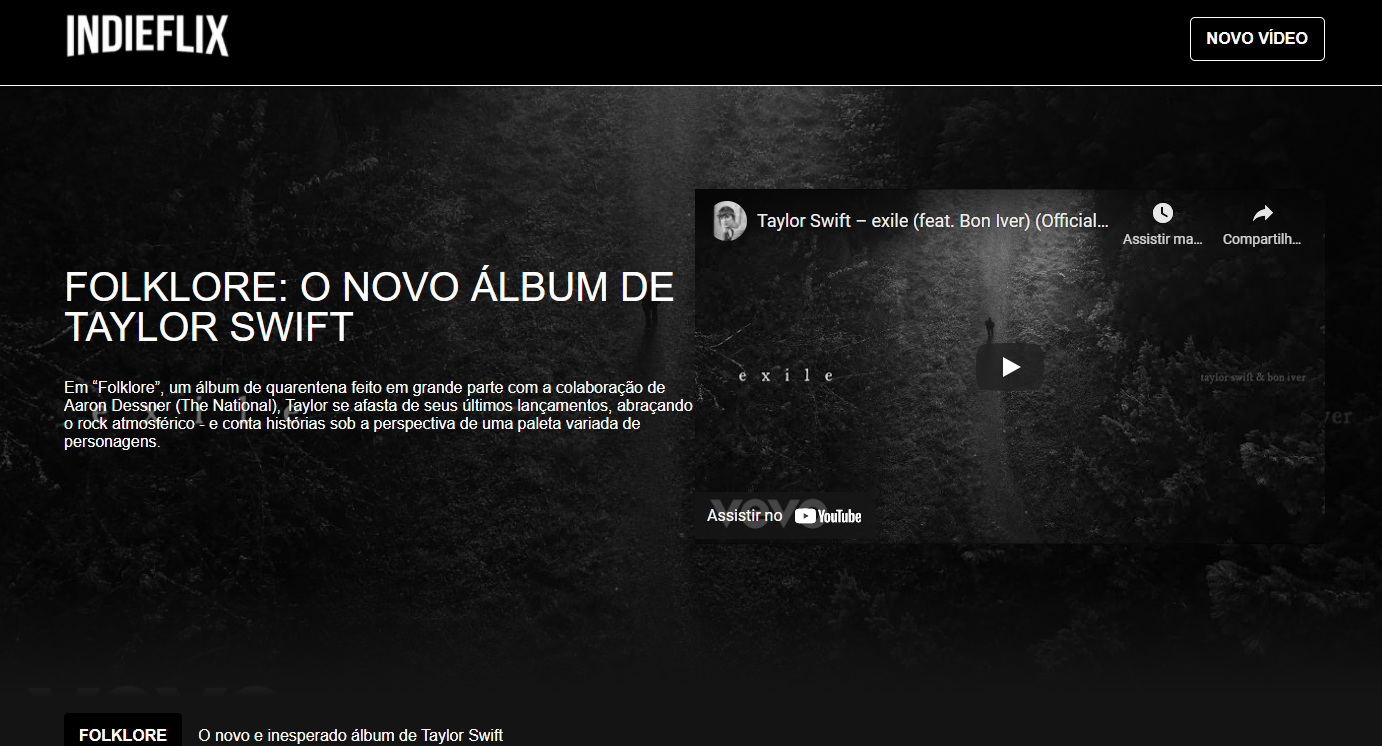 INDIEFLIX
NOVO VÍDEO
Taylor Swift – exile (feat. Bon Iver) (Official...
Assistir ma...
Compartilh...
FOLKLORE: O NOVO ÁLBUM DE
TAYLOR SWIFT
Em “Folklore”, um álbum de quarentena feito em grande parte com a colaboração de
Aaron Dessner (The National), Taylor se afasta de seus últimos lançamentos, abraçando
o rock atmosférico - e conta histórias sob a perspectiva de uma paleta variada de
personagens.
exile
e x i l e
taylor swift & bon iver
ver
vevo
Assistir no YouTube
FOLKLORE
O novo e inesperado álbum de Taylor Swift